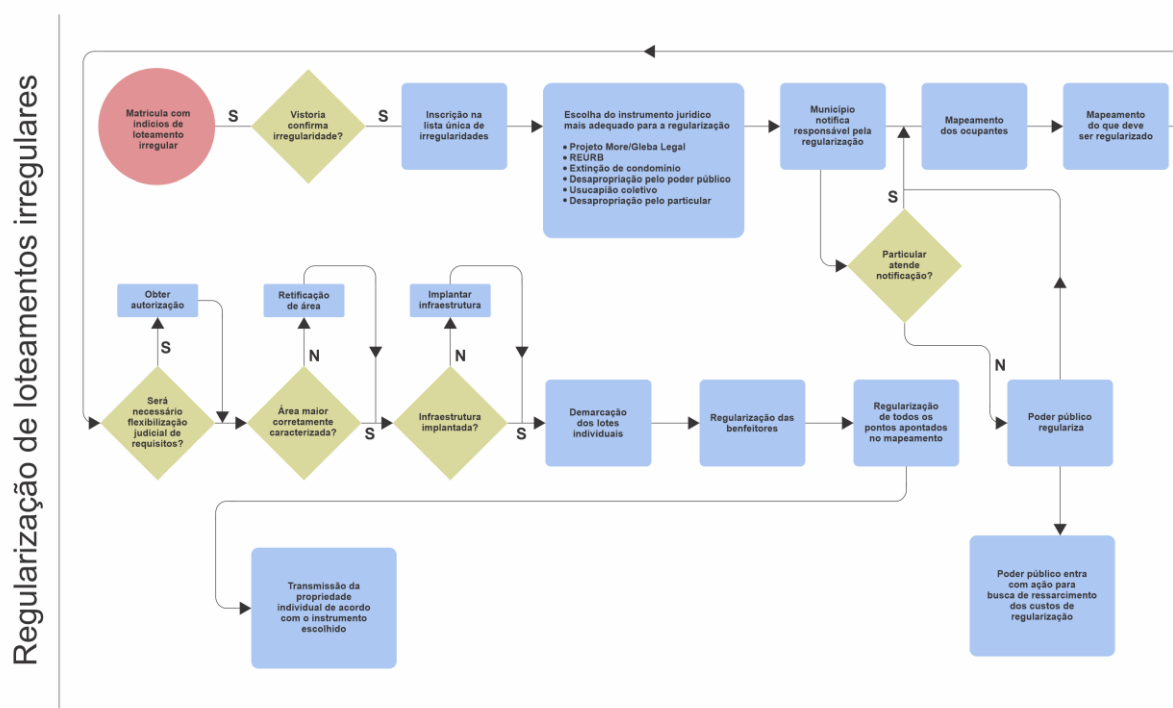 Regularização de loteamentos irregulares
Matricula com
indícios de
loteamento
irregular
S
Vistoria
confirma
irregularidade?
S
Inscrição na
lista única de
irregularidades
Escolha do instrumento jurídico
mais adequado para a regularização
• Projeto More/Gleba Legal
• REURB
• Extinção de condomínio
• Desapropriação pelo poder público
• Usucapião coletivo
• Desapropriação pelo particular
Município
notifica
responsável pela
regularização
Mapeamento
dos ocupantes
Mapeamento
do que deve
ser regularizado
S
Particular
atende
notificação?
N
Obter
autorização
S
Retificação
de área
N
Implantar
infraestrutura
N
Será
necessário
flexibilização
judicial de
requisitos?
Área maior
corretamente
caracterizada?
S
Infraestrutura
implantada?
S
Demarcação
dos lotes
individuais
Regularização das
benfeitores
Regularização
de todos os
pontos apontados
no mapeamento
Poder público
regulariza
Transmissão da
propriedade
individual de acordo
com o instrumento
escolhido
Poder público entra
com ação para
busca de ressarcimento
dos custos de
regularização